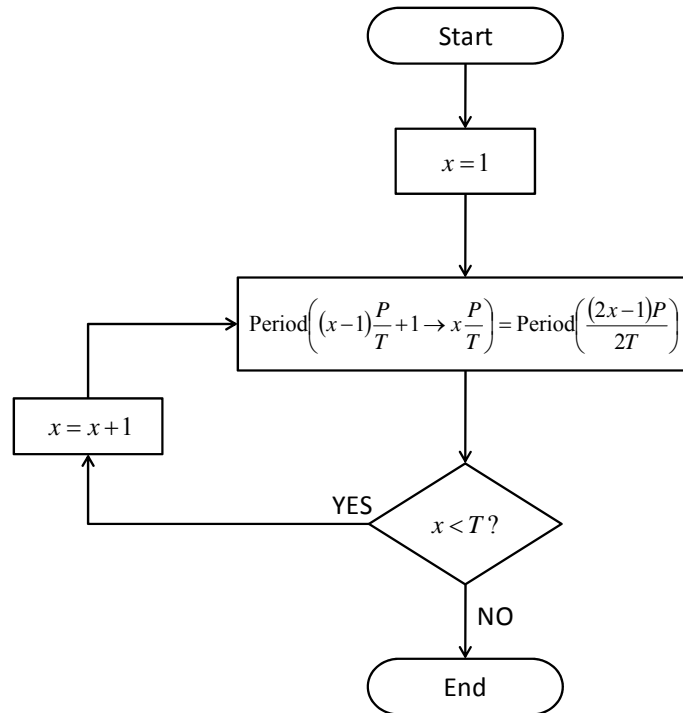 Start
x = 1
Period((x−1)P/T+1 → xP/T) = Period((2x−1)P/2T)
x = x+1
YES
x < T ?
NO
End